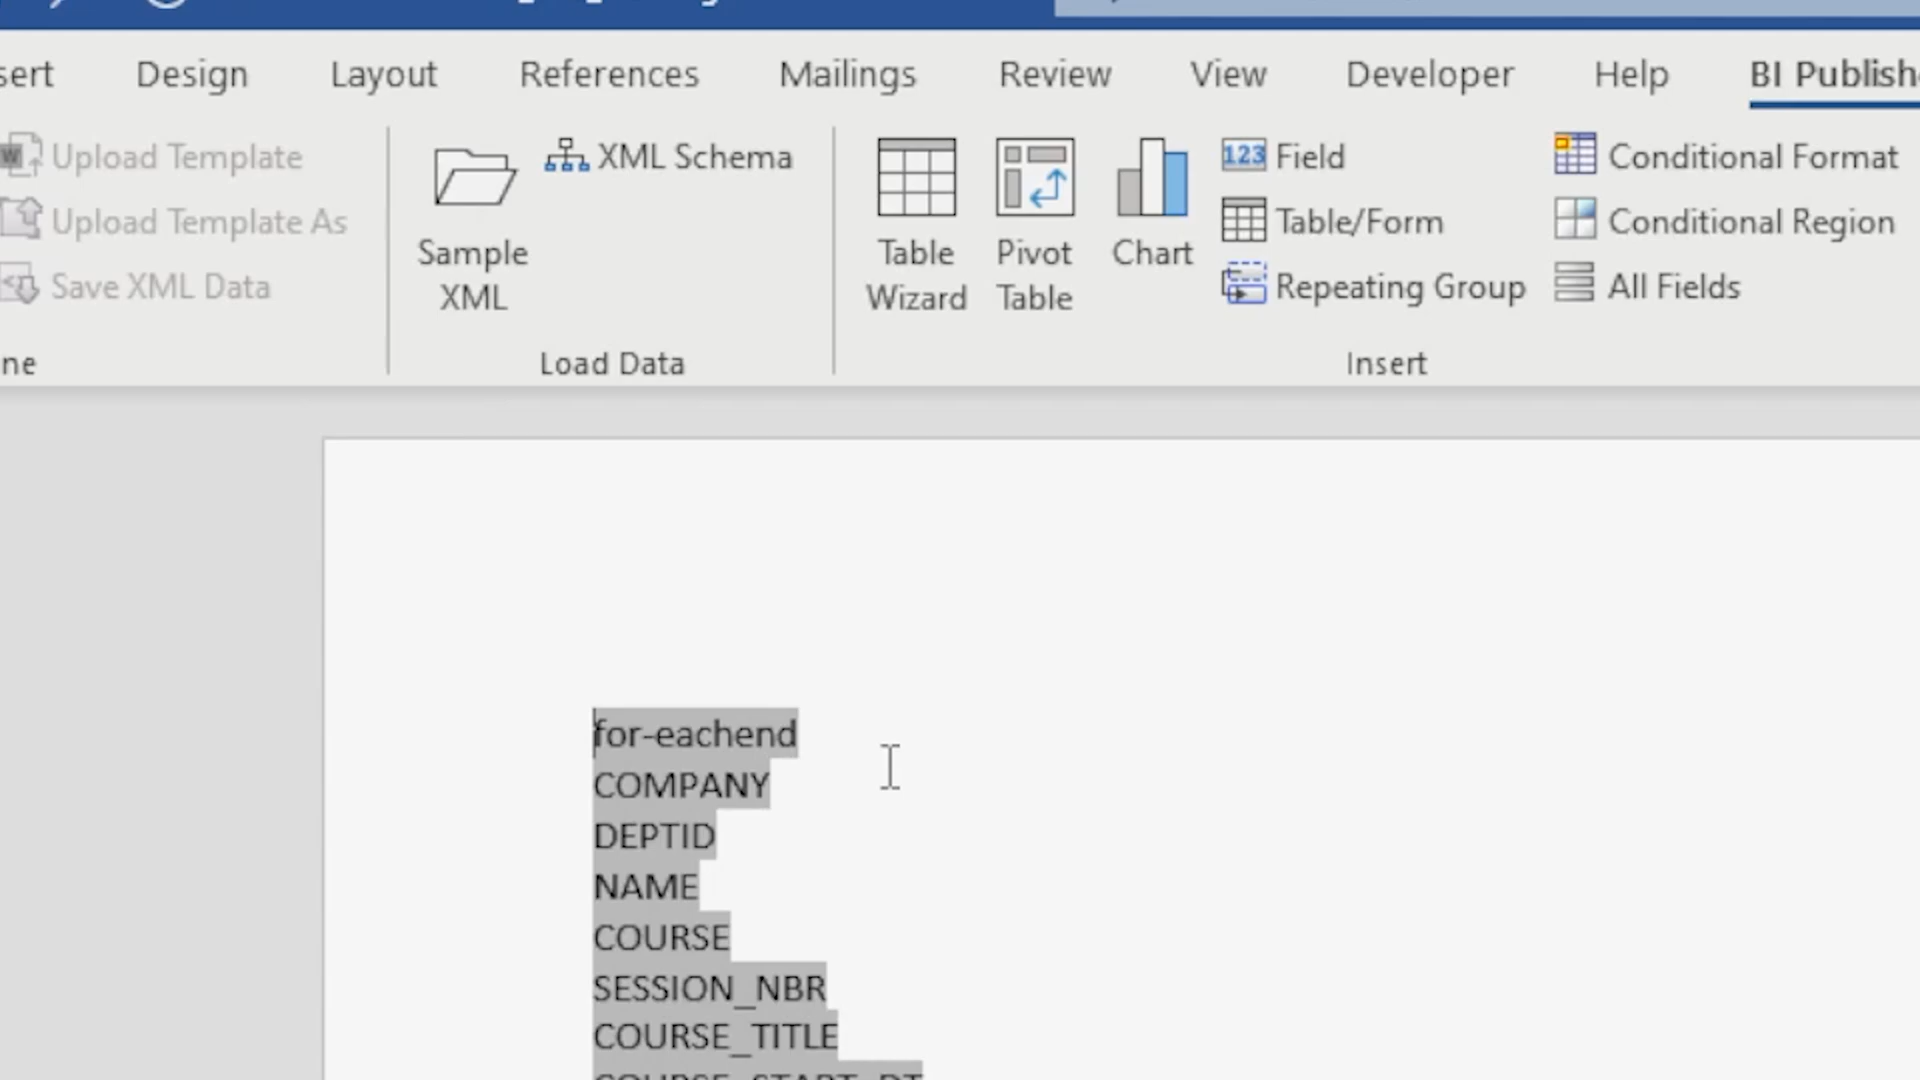 sert Design Layout References Mailings Review View Developer Help BI Publish
Upload Template
Upload Template As
Save XML Data
ne
Sample
XML
XML Schema
Load Data
Table
Wizard
Pivot
Table
Chart
123 Field
Table/Form
Repeating Group
Conditional Format
Conditional Region
All Fields
Insert
for-eachend
COMPANY
DEPTID
NAME
COURSE
SESSION_NBR
COURSE_TITLE
COURSE_START_DT